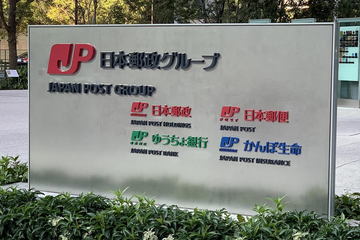 JP 日本郵政グループ
JAPAN POST GROUP
JP 日本郵政
JAPAN POST HOLDINGS
JP 日本郵便
JAPAN POST
JP ゆうちょ銀行
JAPAN POST BANK
JP かんぽ生命
JAPAN POST INSURANCE